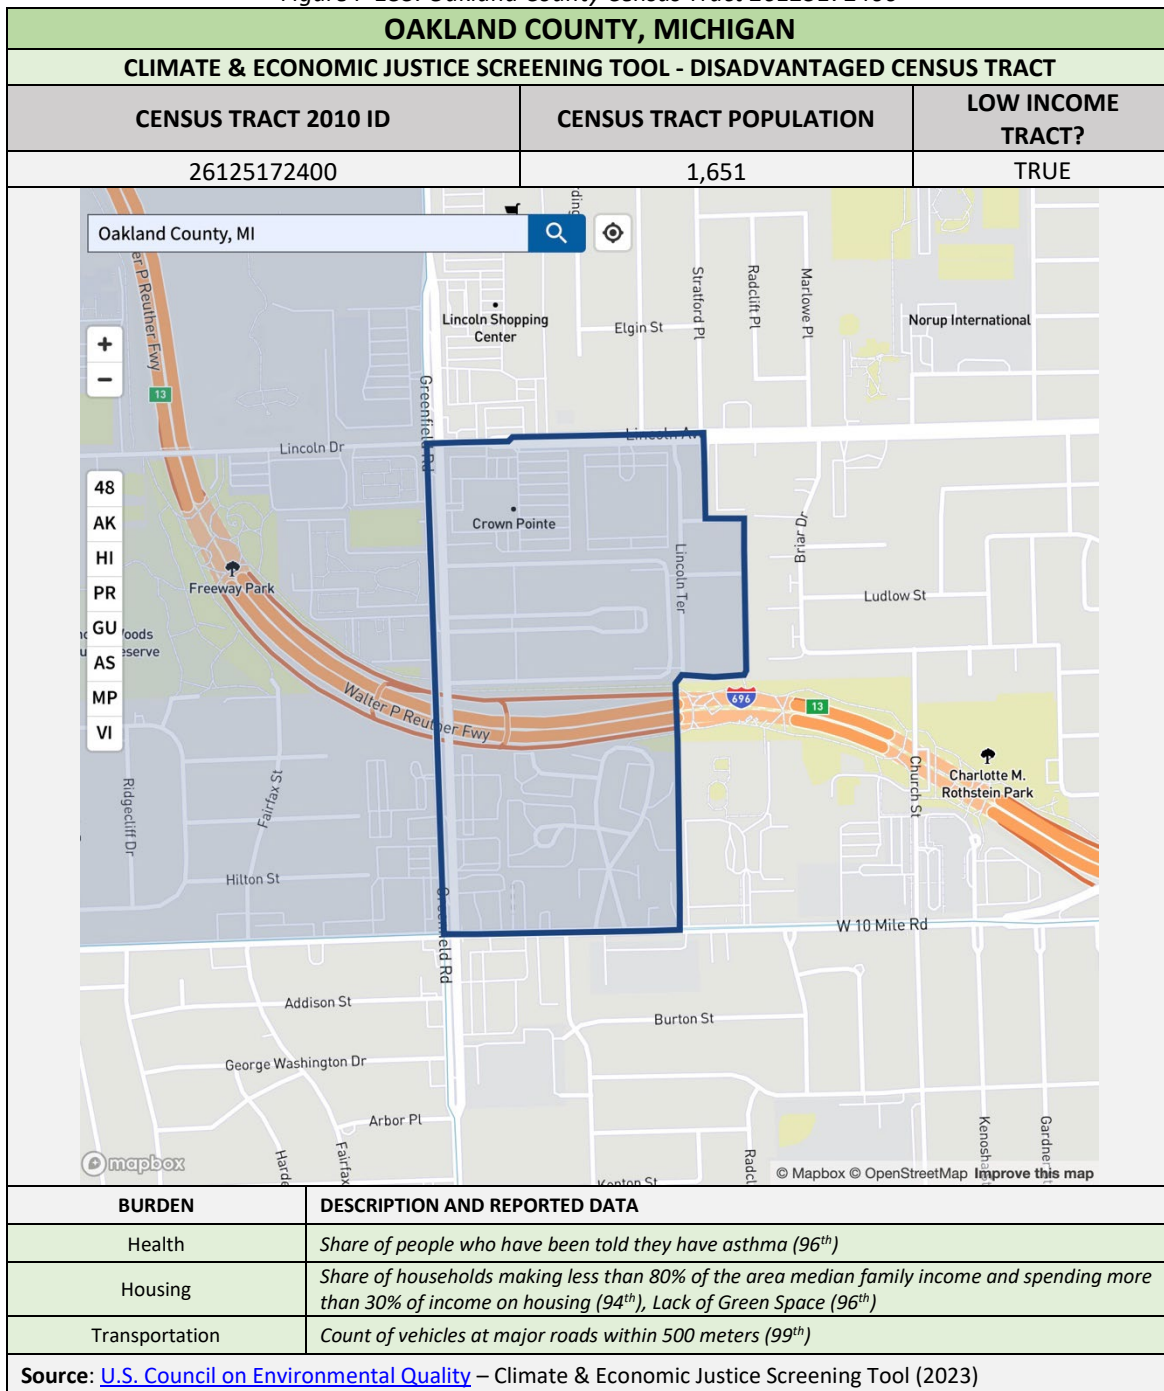 OAKLAND COUNTY, MICHIGAN
CLIMATE & ECONOMIC JUSTICE SCREENING TOOL - DISADVANTAGED CENSUS TRACT
CENSUS TRACT 2010 ID
CENSUS TRACT POPULATION
LOW INCOME
TRACT?
26125172400
1,651
TRUE
Oakland County, MI
er P Reuther Fwy
Stratford Pl
Radclift Pl
Marlowe Pl
Lincoln Shopping
Center
Elgin St
Norup International
+
−
13
Greenfield Rd
Lincoln Dr
48
AK
HI
PR
GU
AS
MP
VI
Crown Pointe
Briar Dr
Lincoln Ter
Freeway Park
Ludlow St
Walter P Reuther Fwy
696
13
Church St
Charlotte M.
Rothstein Park
Ridgecliff Dr
Fairfax St
Hilton St
Greenfield Rd
W 10 Mile Rd
Addison St
Burton St
George Washington Dr
Arbor Pl
Fairfax
Harde
Radcl
mapbox
© Mapbox © OpenStreetMap Improve this map
BURDEN
DESCRIPTION AND REPORTED DATA
Health
Share of people who have been told they have asthma (96th)
Housing
Share of households making less than 80% of the area median family income and spending more
than 30% of income on housing (94th), Lack of Green Space (96th)
Transportation
Count of vehicles at major roads within 500 meters (99th)
Source: U.S. Council on Environmental Quality – Climate & Economic Justice Screening Tool (2023)